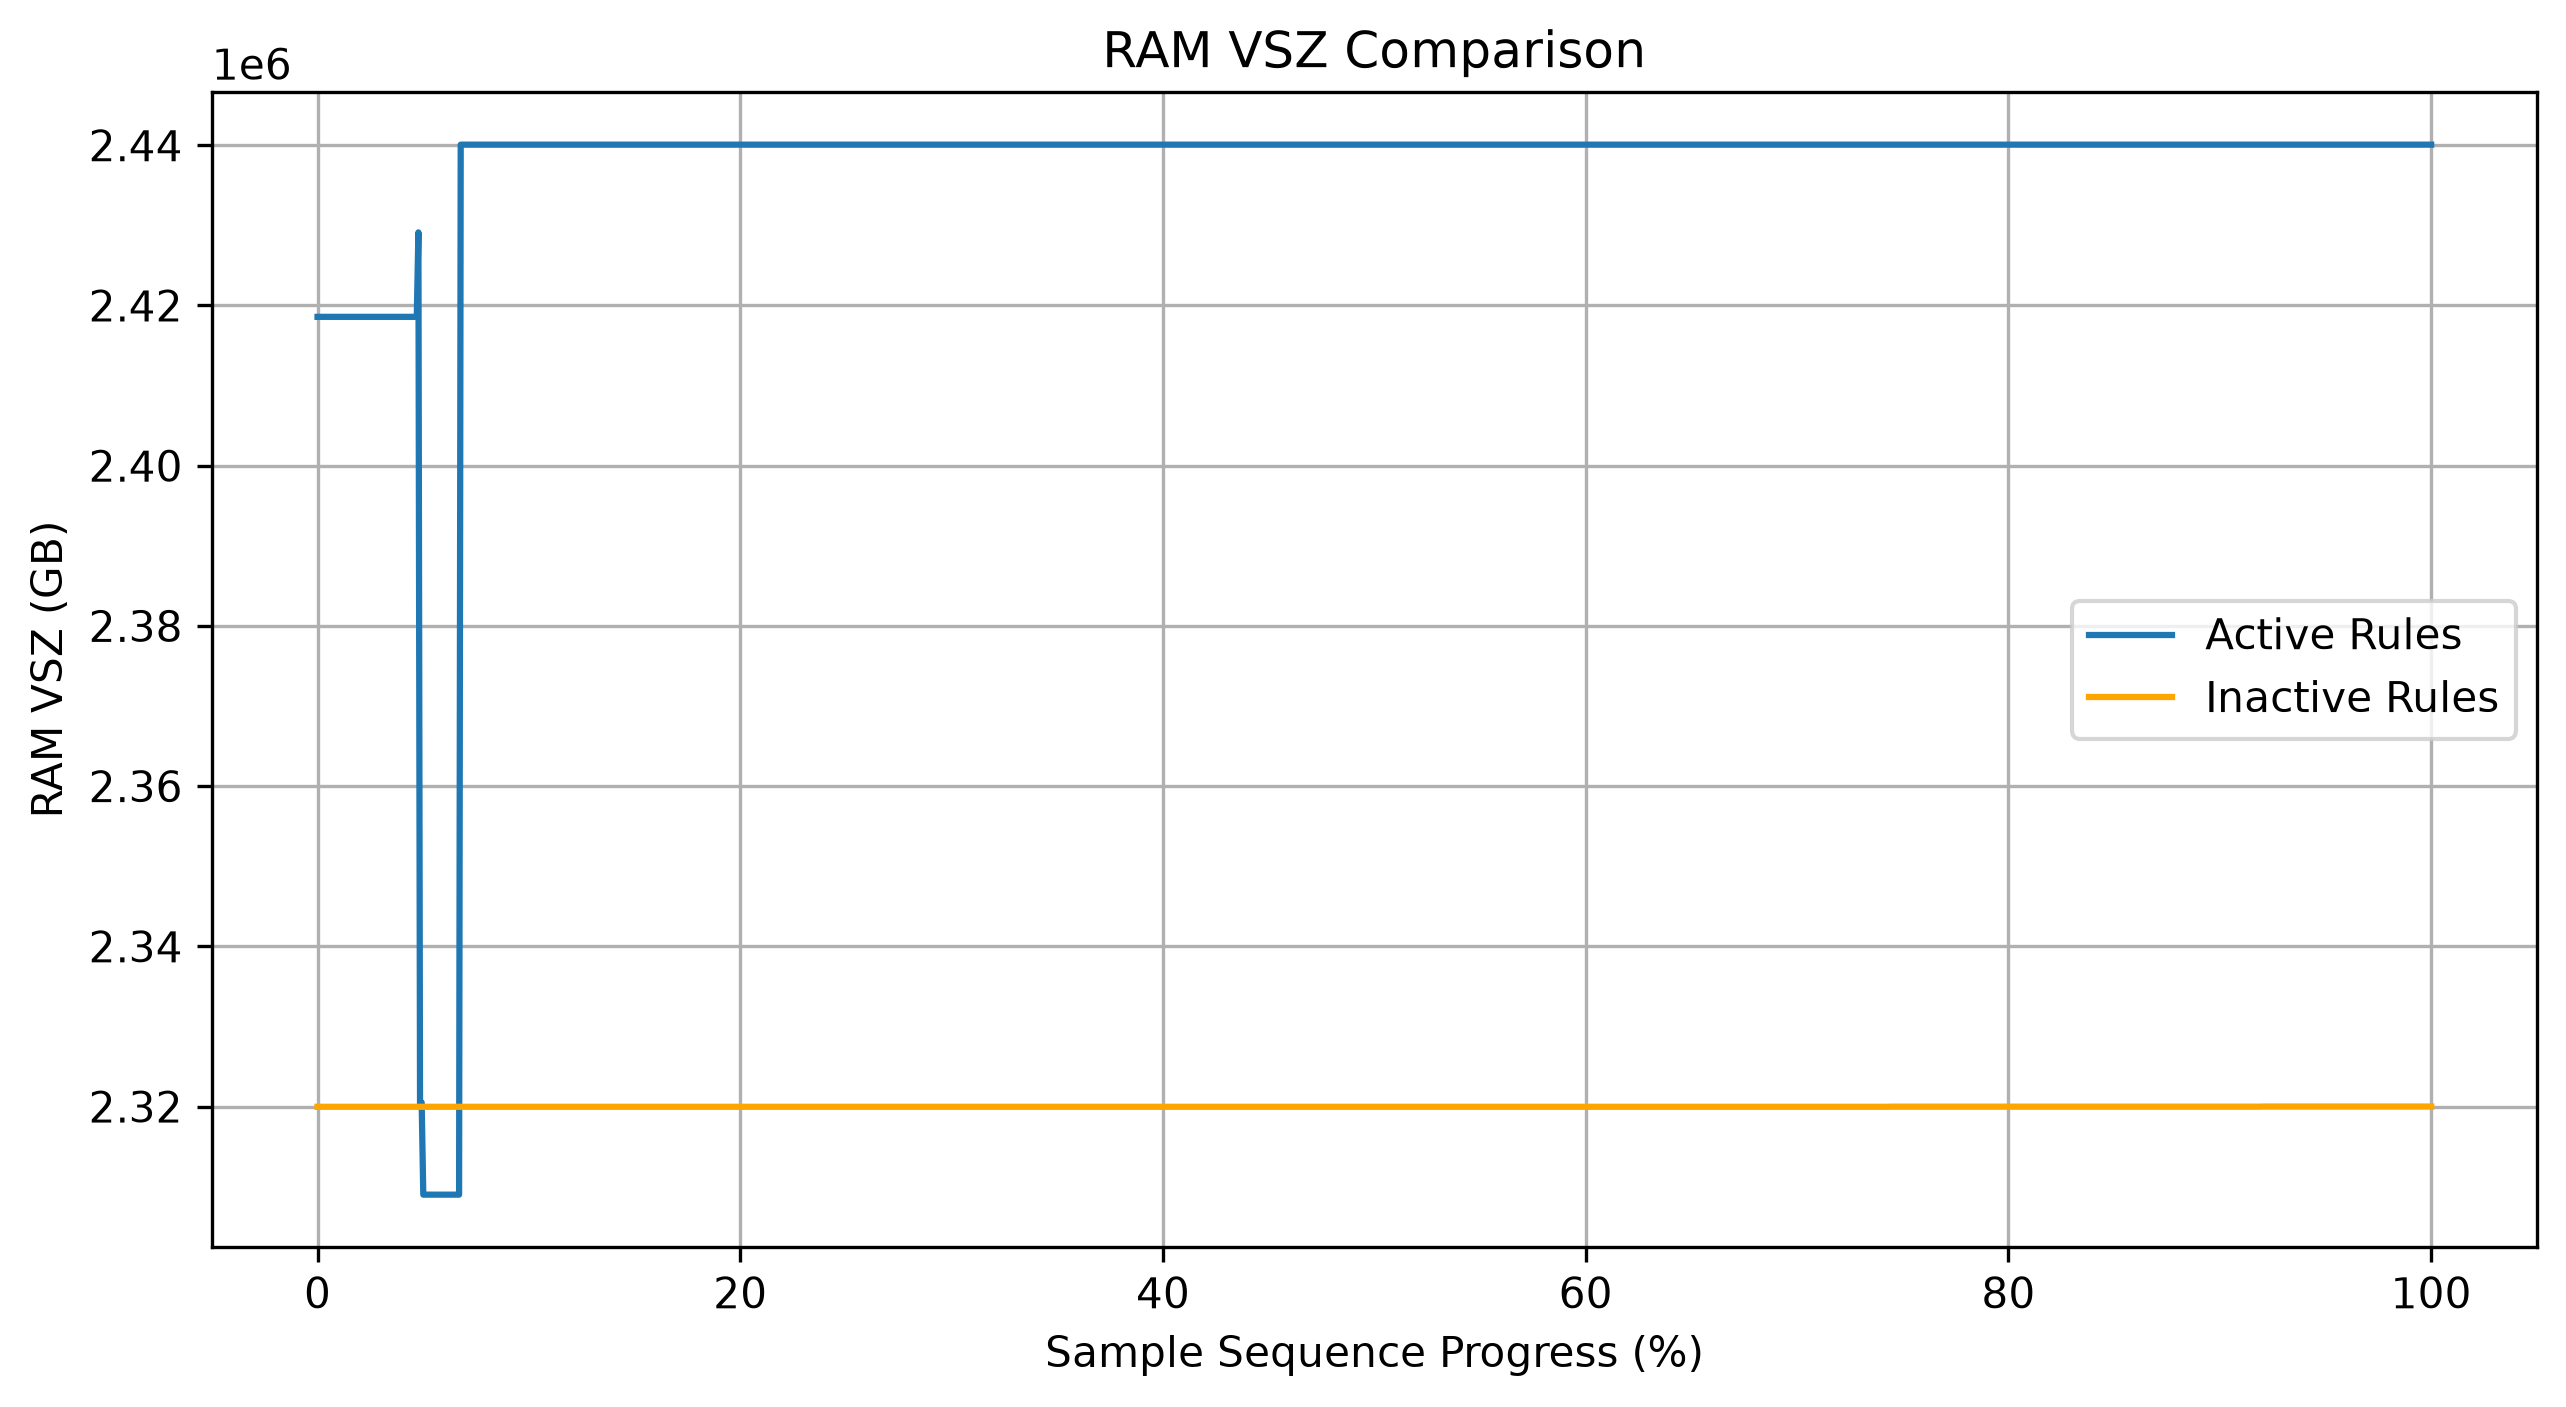 RAM VSZ Comparison
1e6
2.44
2.42
2.40
2.38
2.36
2.34
2.32
RAM VSZ (GB)
Active Rules
Inactive Rules
0 20 40 60 80 100
Sample Sequence Progress (%)